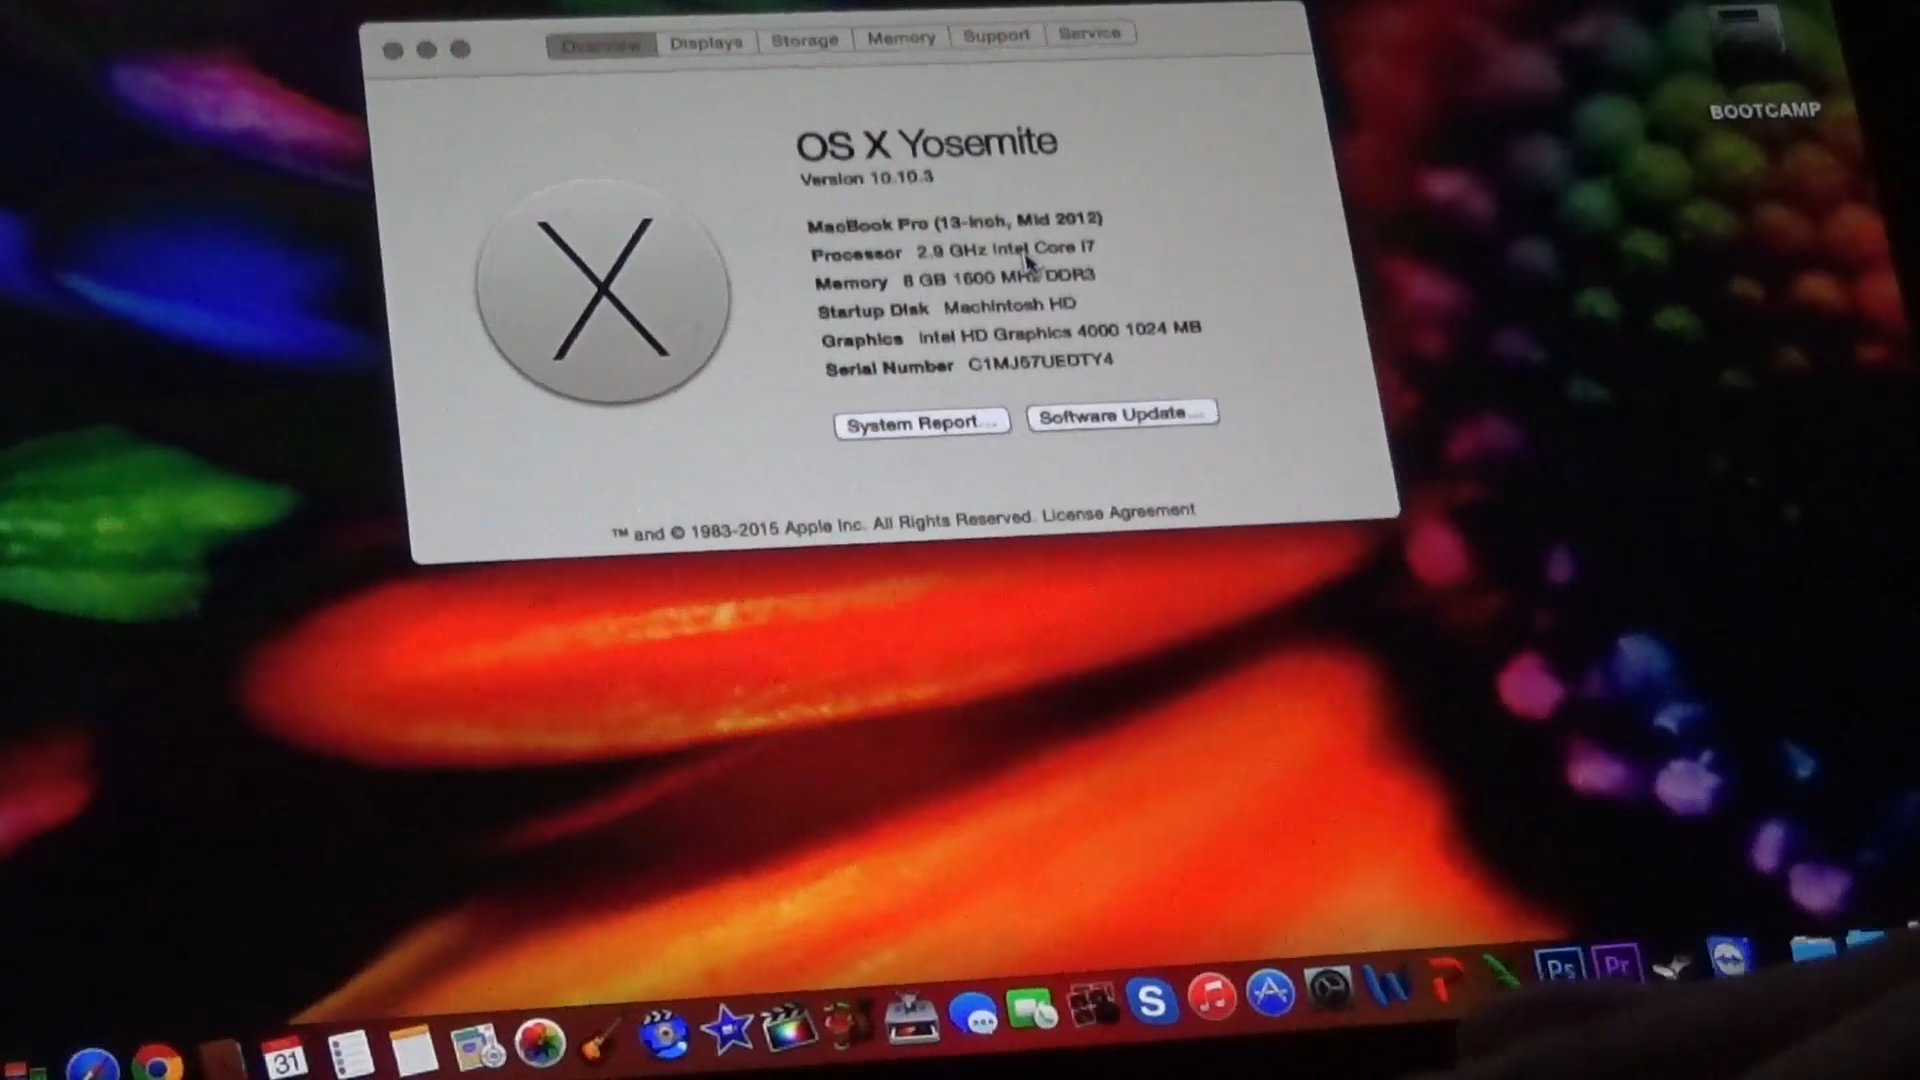 Overview Displays Storage Memory Support Service
BOOTCAMP
OS X Yosemite
Version 10.10.3
MacBook Pro (13-inch, Mid 2012)
Processor 2.9 GHz Intel Core i7
Memory 8 GB 1600 MHz DDR3
Startup Disk Machintosh HD
Graphics Intel HD Graphics 4000 1024 MB
Serial Number C1MJ57UEDTY4
System Report... Software Update...
™ and © 1983-2015 Apple Inc. All Rights Reserved. License Agreement
Ps Pr
31 S W P